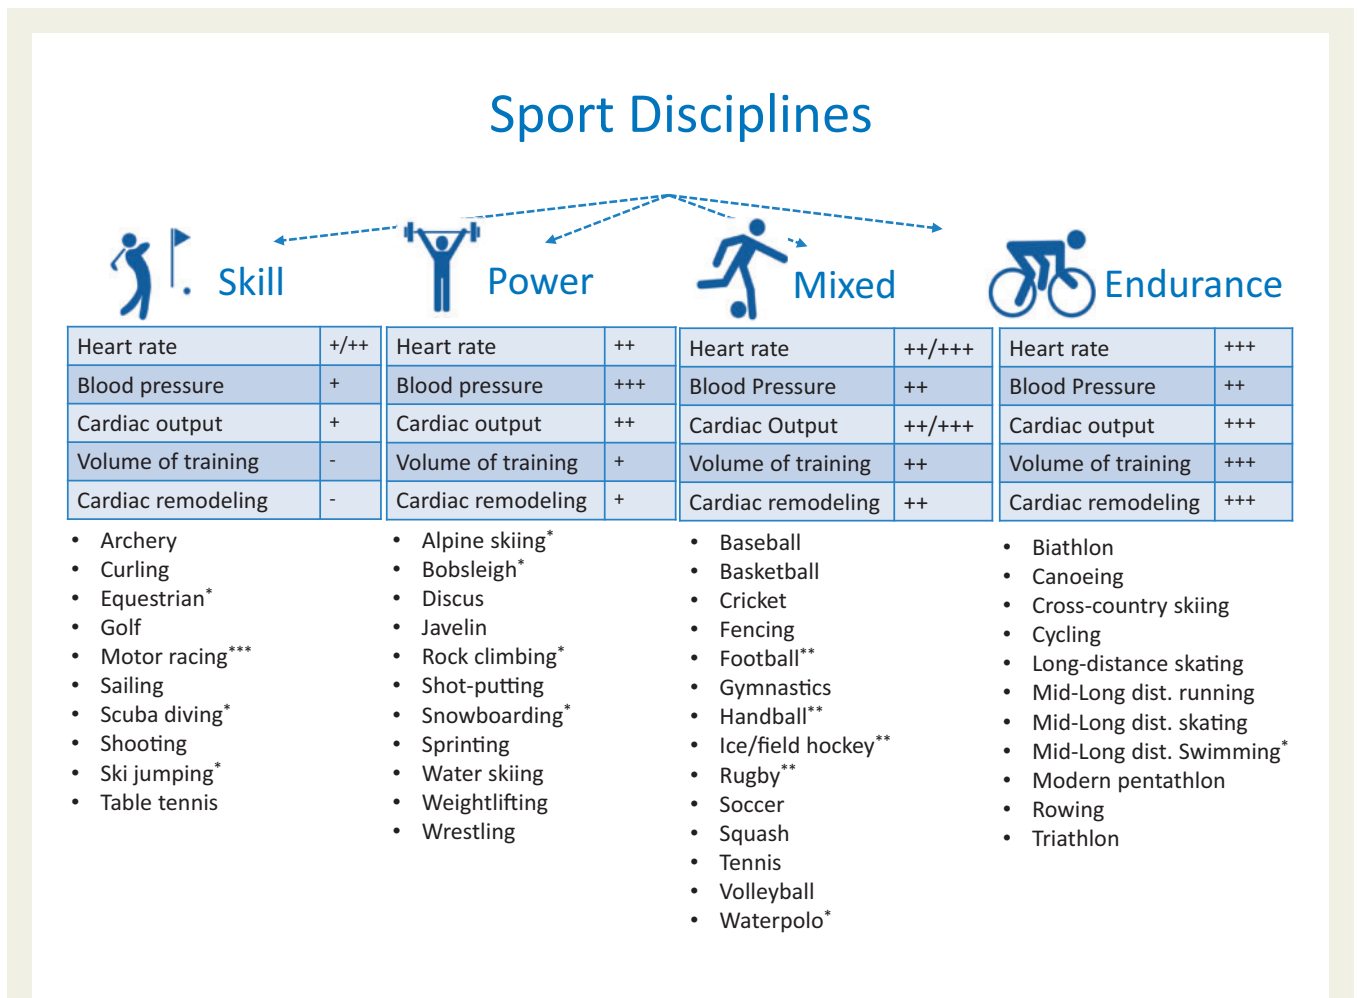 Sport Disciplines
Skill
Heart rate +/++
Blood pressure +
Cardiac output +
Volume of training -
Cardiac remodeling -
• Archery
• Curling
• Equestrian*
• Golf
• Motor racing***
• Sailing
• Scuba diving*
• Shooting
• Ski jumping*
• Table tennis
Power
Heart rate ++
Blood pressure +++
Cardiac output ++
Volume of training +
Cardiac remodeling +
• Alpine skiing*
• Bobsleigh*
• Discus
• Javelin
• Rock climbing*
• Shot-putting
• Snowboarding*
• Sprinting
• Water skiing
• Weightlifting
• Wrestling
Mixed
Heart rate ++/+++
Blood Pressure ++
Cardiac Output ++/+++
Volume of training ++
Cardiac remodeling ++
• Baseball
• Basketball
• Cricket
• Fencing
• Football**
• Gymnastics
• Handball**
• Ice/field hockey**
• Rugby**
• Soccer
• Squash
• Tennis
• Volleyball
• Waterpolo*
Endurance
Heart rate +++
Blood Pressure ++
Cardiac output +++
Volume of training +++
Cardiac remodeling +++
• Biathlon
• Canoeing
• Cross-country skiing
• Cycling
• Long-distance skating
• Mid-Long dist. running
• Mid-Long dist. skating
• Mid-Long dist. Swimming*
• Modern pentathlon
• Rowing
• Triathlon